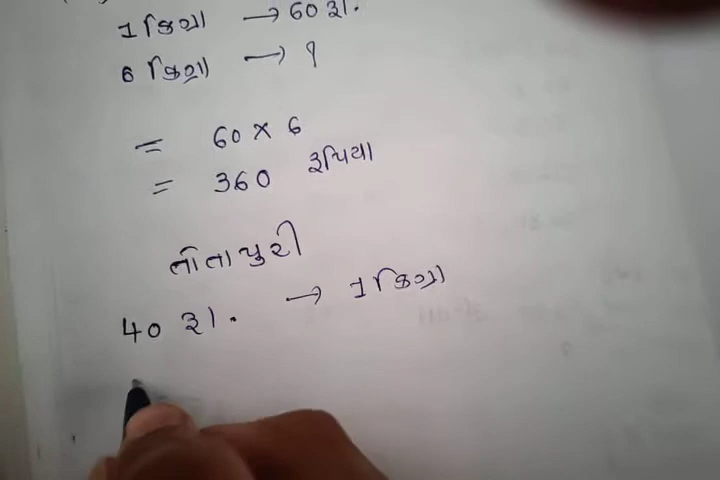 1 કિગ્રા → 60 રૂા.
6 કિગ્રા → ?
= 60 × 6
= 360 રૂપિયા
તોતાપુરી
40 રૂા. → 1 કિગ્રા